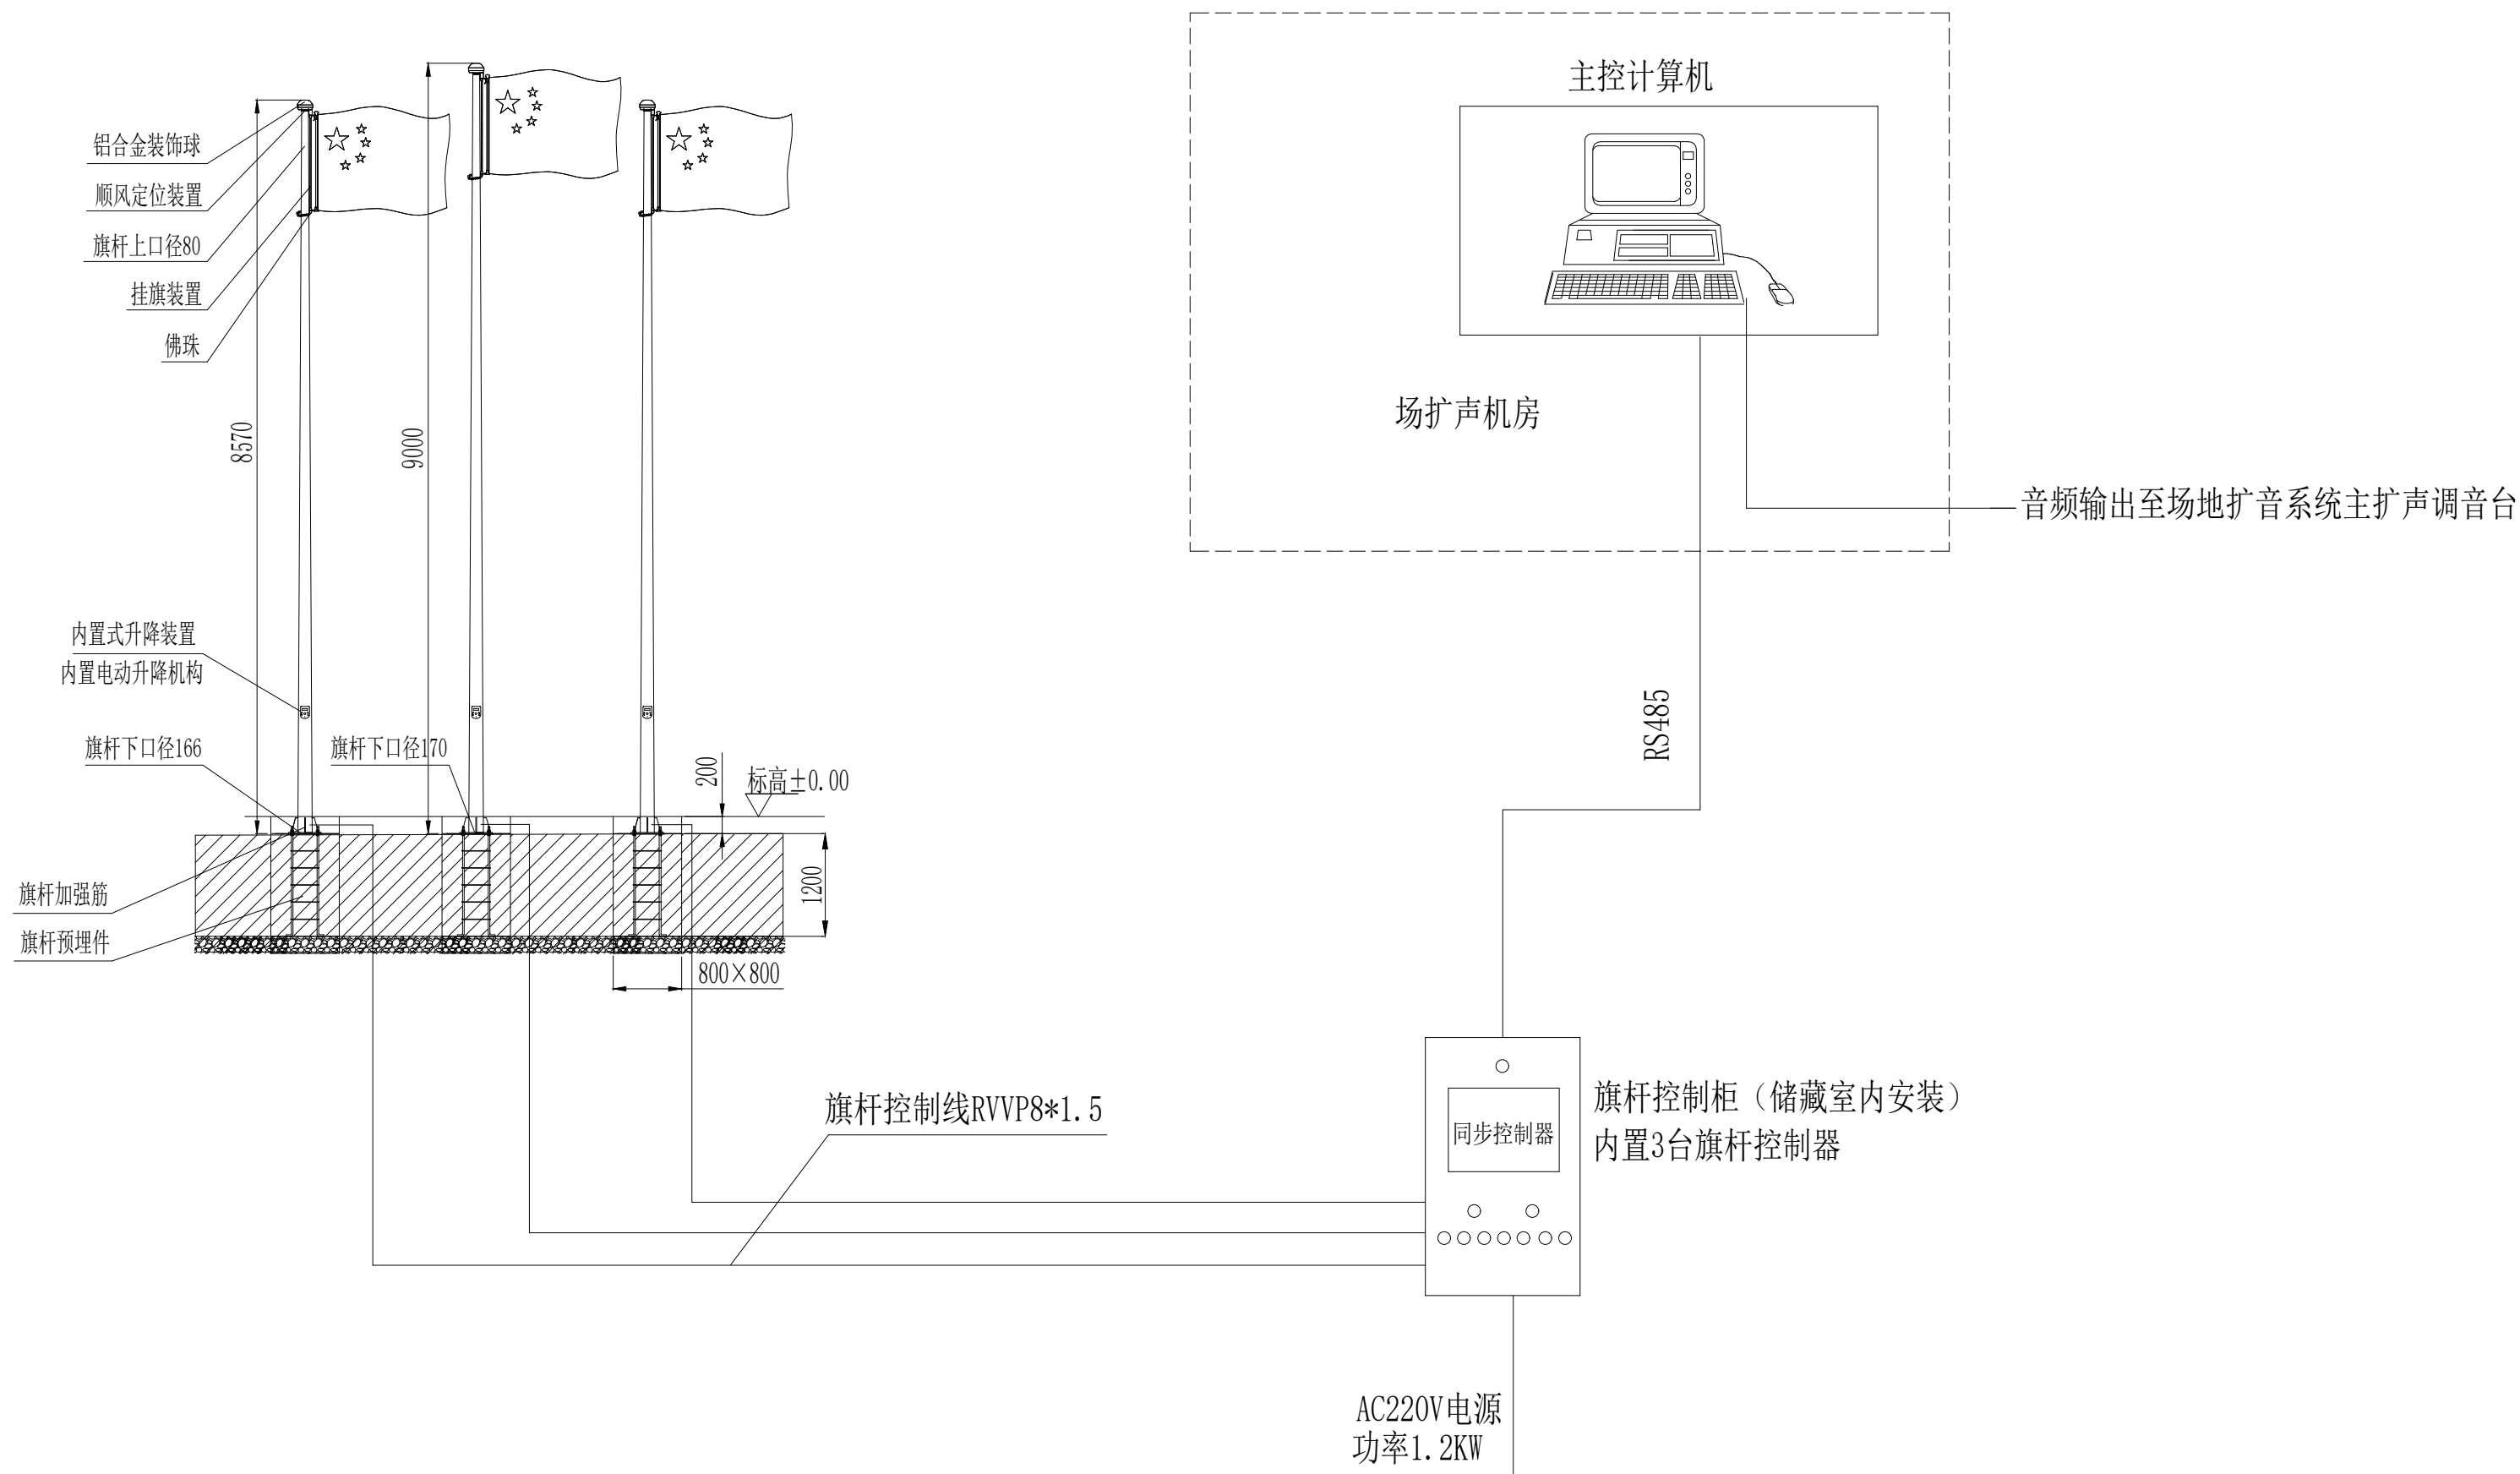 主控计算机
铝合金装饰球
顺风定位装置
旗杆上口径80
挂旗装置
佛珠
8570
9000
场扩声机房
音频输出至场地扩音系统主扩声调音台
内置式升降装置
内置电动升降机构
RS485
旗杆下口径166
旗杆下口径170
200
标高±0.00
旗杆加强筋
旗杆预埋件
1200
800×800
旗杆控制线RVVP8*1.5
旗杆控制柜（储藏室内安装）
内置3台旗杆控制器
同步控制器
AC220V电源
功率1.2KW